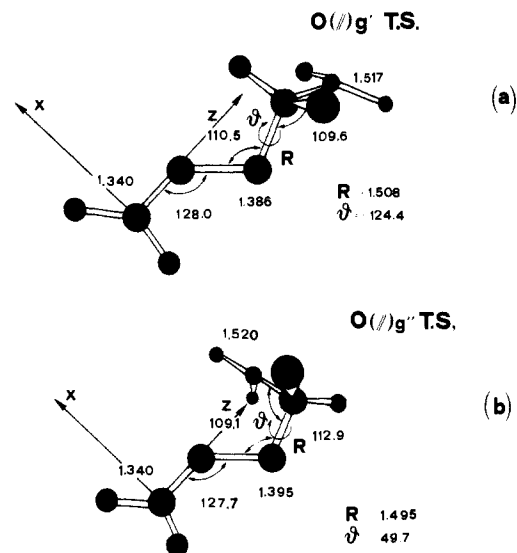 O(//)g' T.S.
(a)
X
1.517
Z
110.5
ϑ
109.6
R
1.340
128.0
1.386
R 1.508
ϑ 124.4
O(//)g'' T.S.
(b)
1.520
X
Z
109.1
ϑ
R
112.9
1.340
127.7
1.395
R 1.495
ϑ 49.7